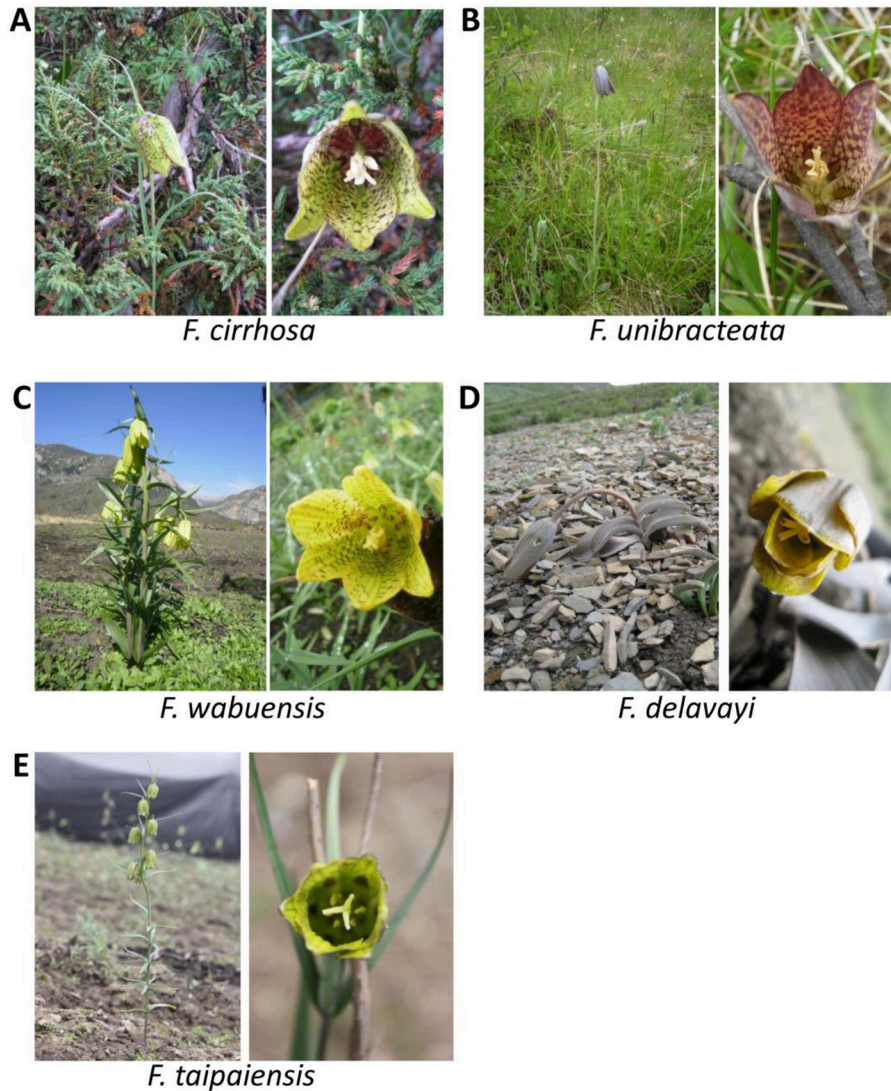 A
B
F. cirrhosa
F. unibracteata
C
D
F. wabuensis
F. delavayi
E
F. taipaiensis